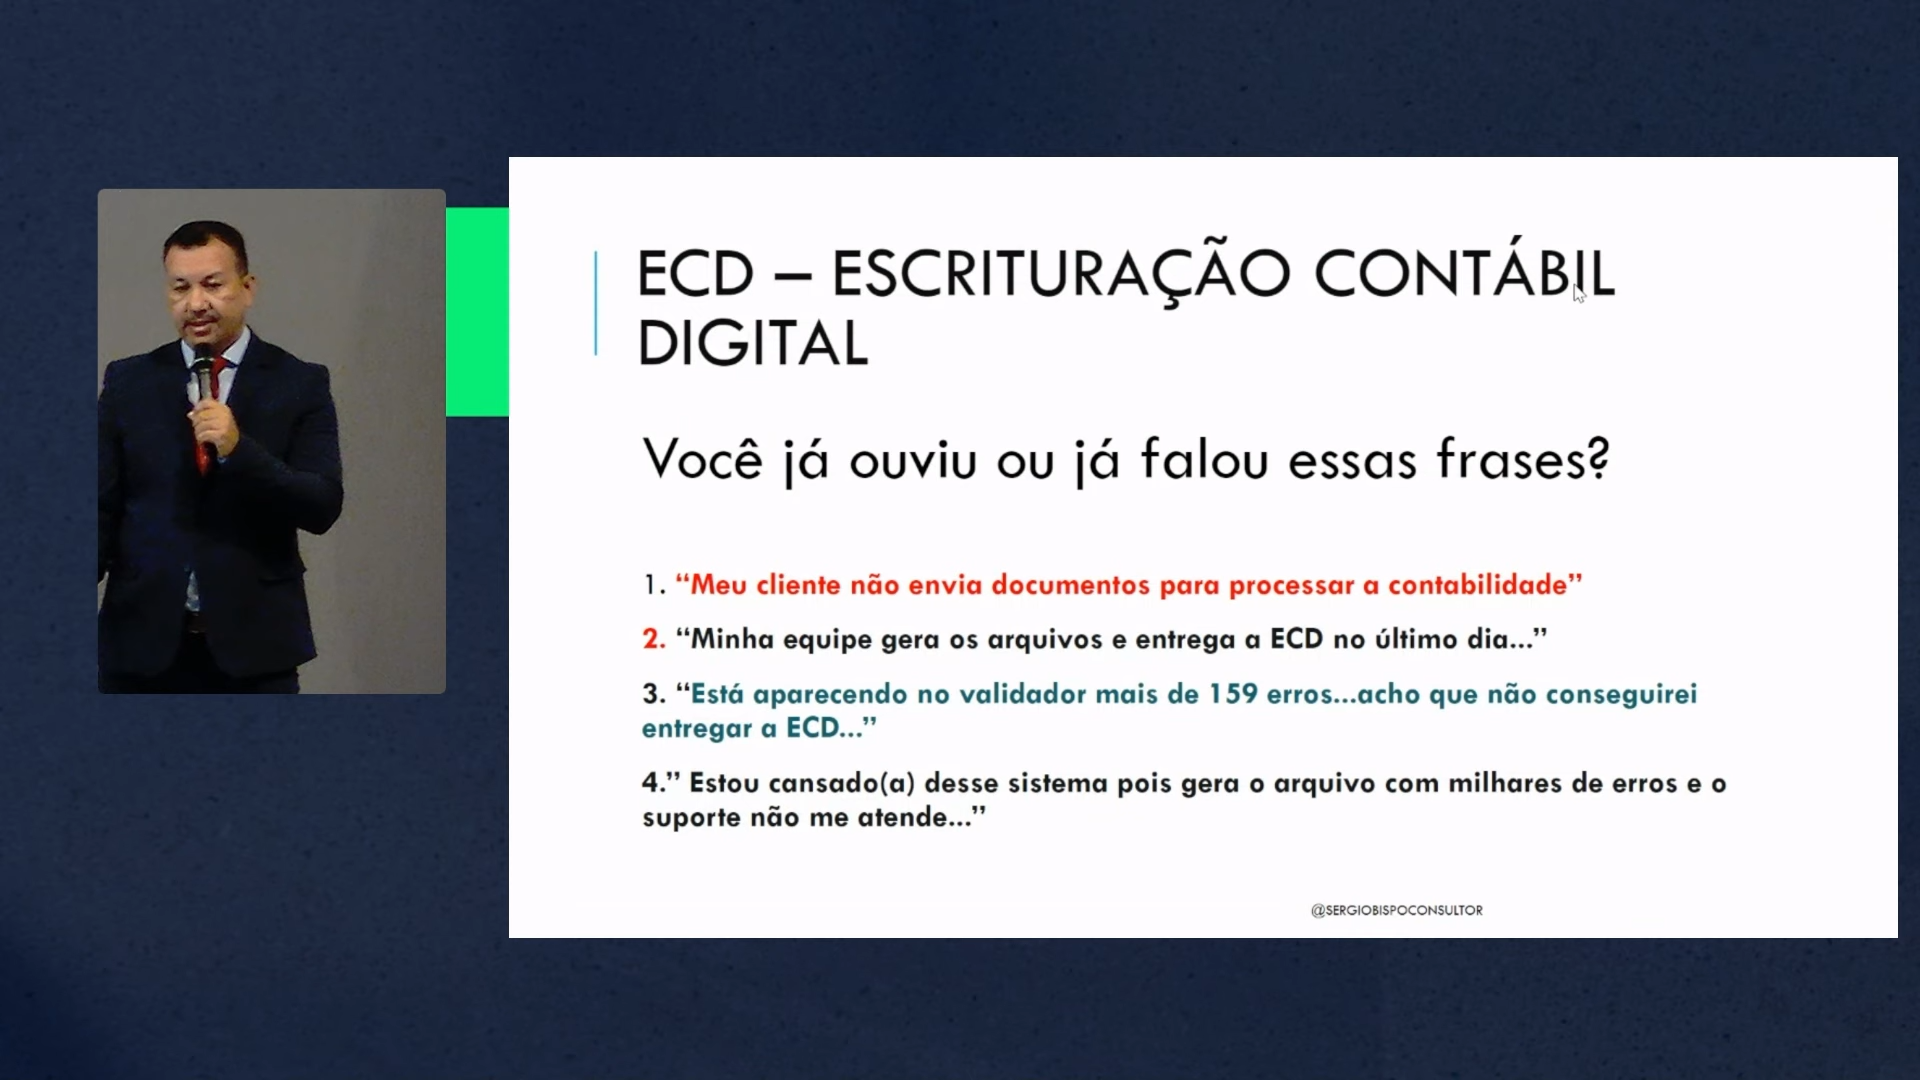 ECD – ESCRITURAÇÃO CONTÁBIL
DIGITAL
Você já ouviu ou já falou essas frases?
1. “Meu cliente não envia documentos para processar a contabilidade”
2. “Minha equipe gera os arquivos e entrega a ECD no último dia...”
3. “Está aparecendo no validador mais de 159 erros...acho que não conseguirei
entregar a ECD...”
4.” Estou cansado(a) desse sistema pois gera o arquivo com milhares de erros e o
suporte não me atende...”
@SERGIOBISPOCONSULTOR